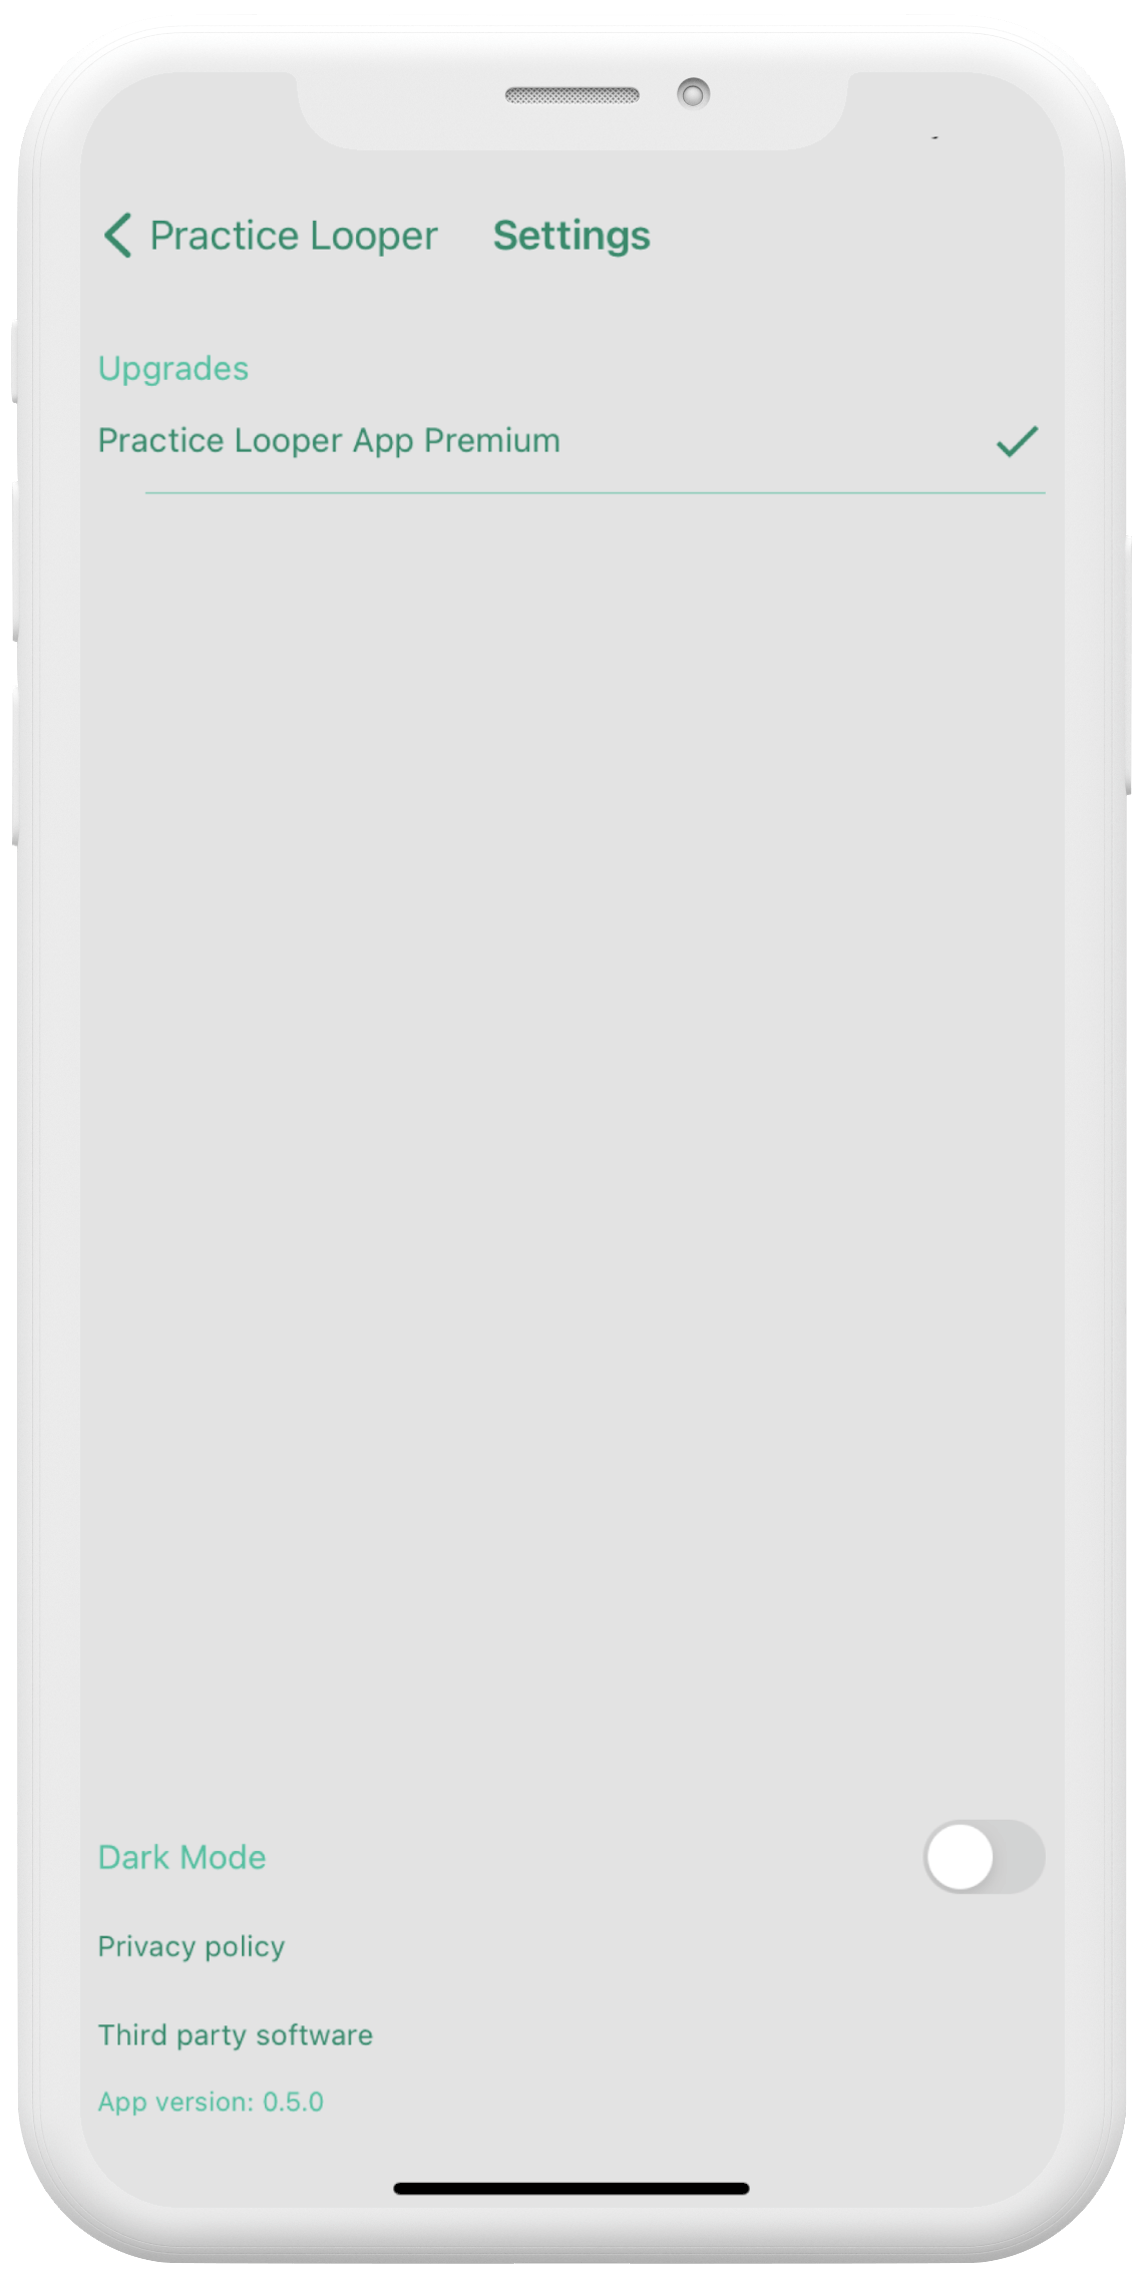 Practice Looper Settings
Upgrades
Practice Looper App Premium
Dark Mode
Privacy policy
Third party software
App version: 0.5.0